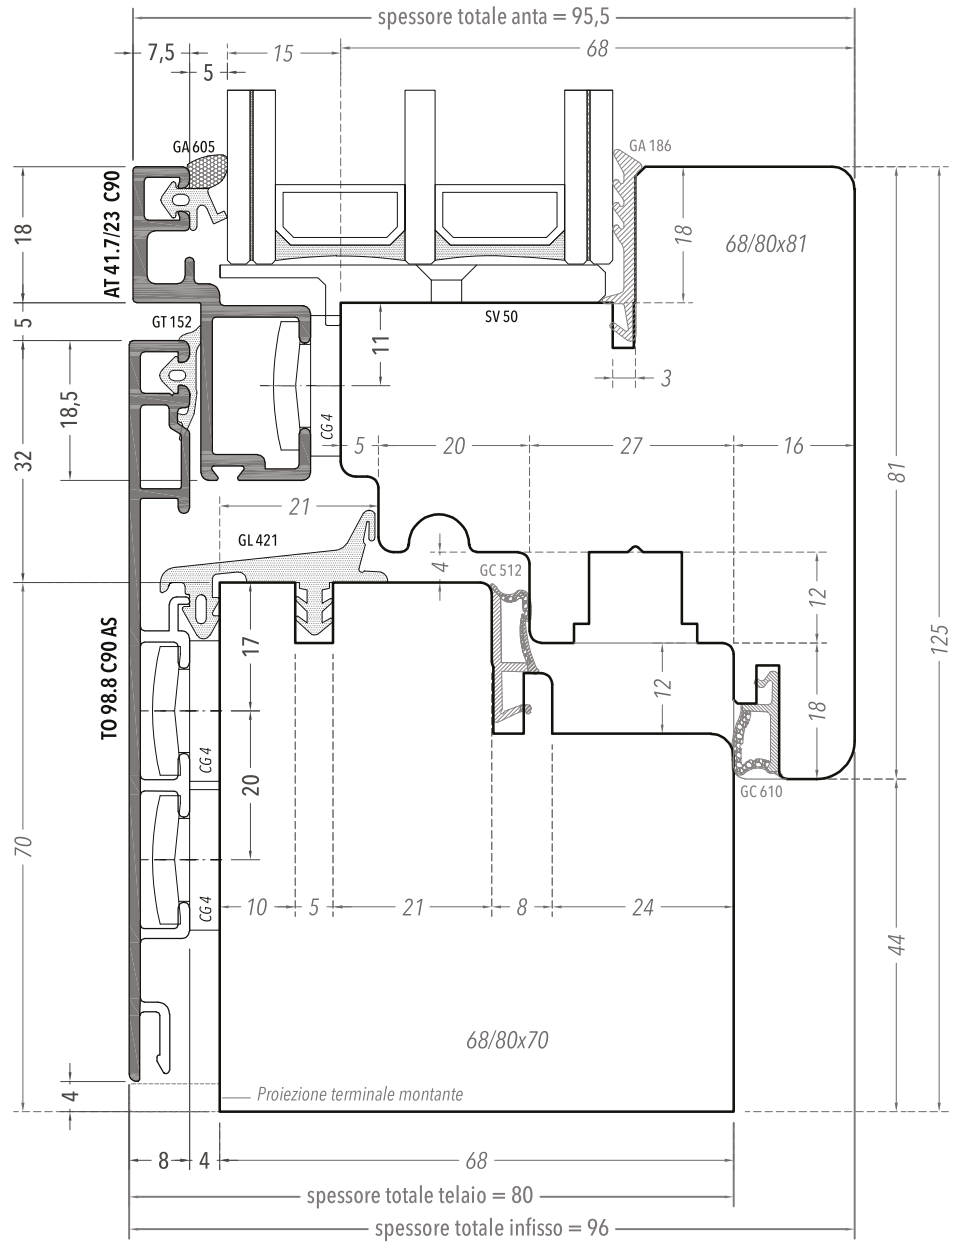 spessore totale anta = 95,5
7,5
15
68
5
GA 605
GA 186
AT 41.7/23 C90
18
18
68/80x81
5
GT 152
SV 50
11
3
18,5
CG 4
32
5
20
27
16
81
21
GL 421
4
GC 512
12
17
125
TO 98.8 C90 AS
12
18
CG 4
20
GC 610
70
CG 4
10
5
21
8
24
44
68/80x70
4
Proiezione terminale montante
8
4
68
spessore totale telaio = 80
spessore totale infisso = 96